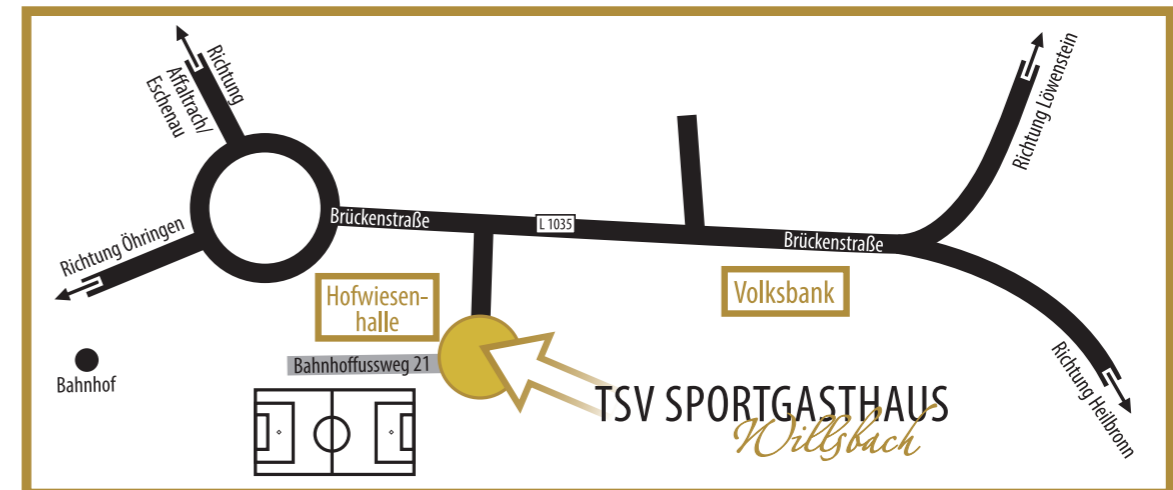 Richtung
Affaltrach/
Eschenau
Richtung Löwenstein
Brückenstraße
L 1035
Brückenstraße
Richtung Öhringen
Hofwiesen-
halle
Volksbank
Bahnhoffussweg 21
Bahnhof
Richtung Heilbronn
TSV SPORTGASTHAUS
Willsbach